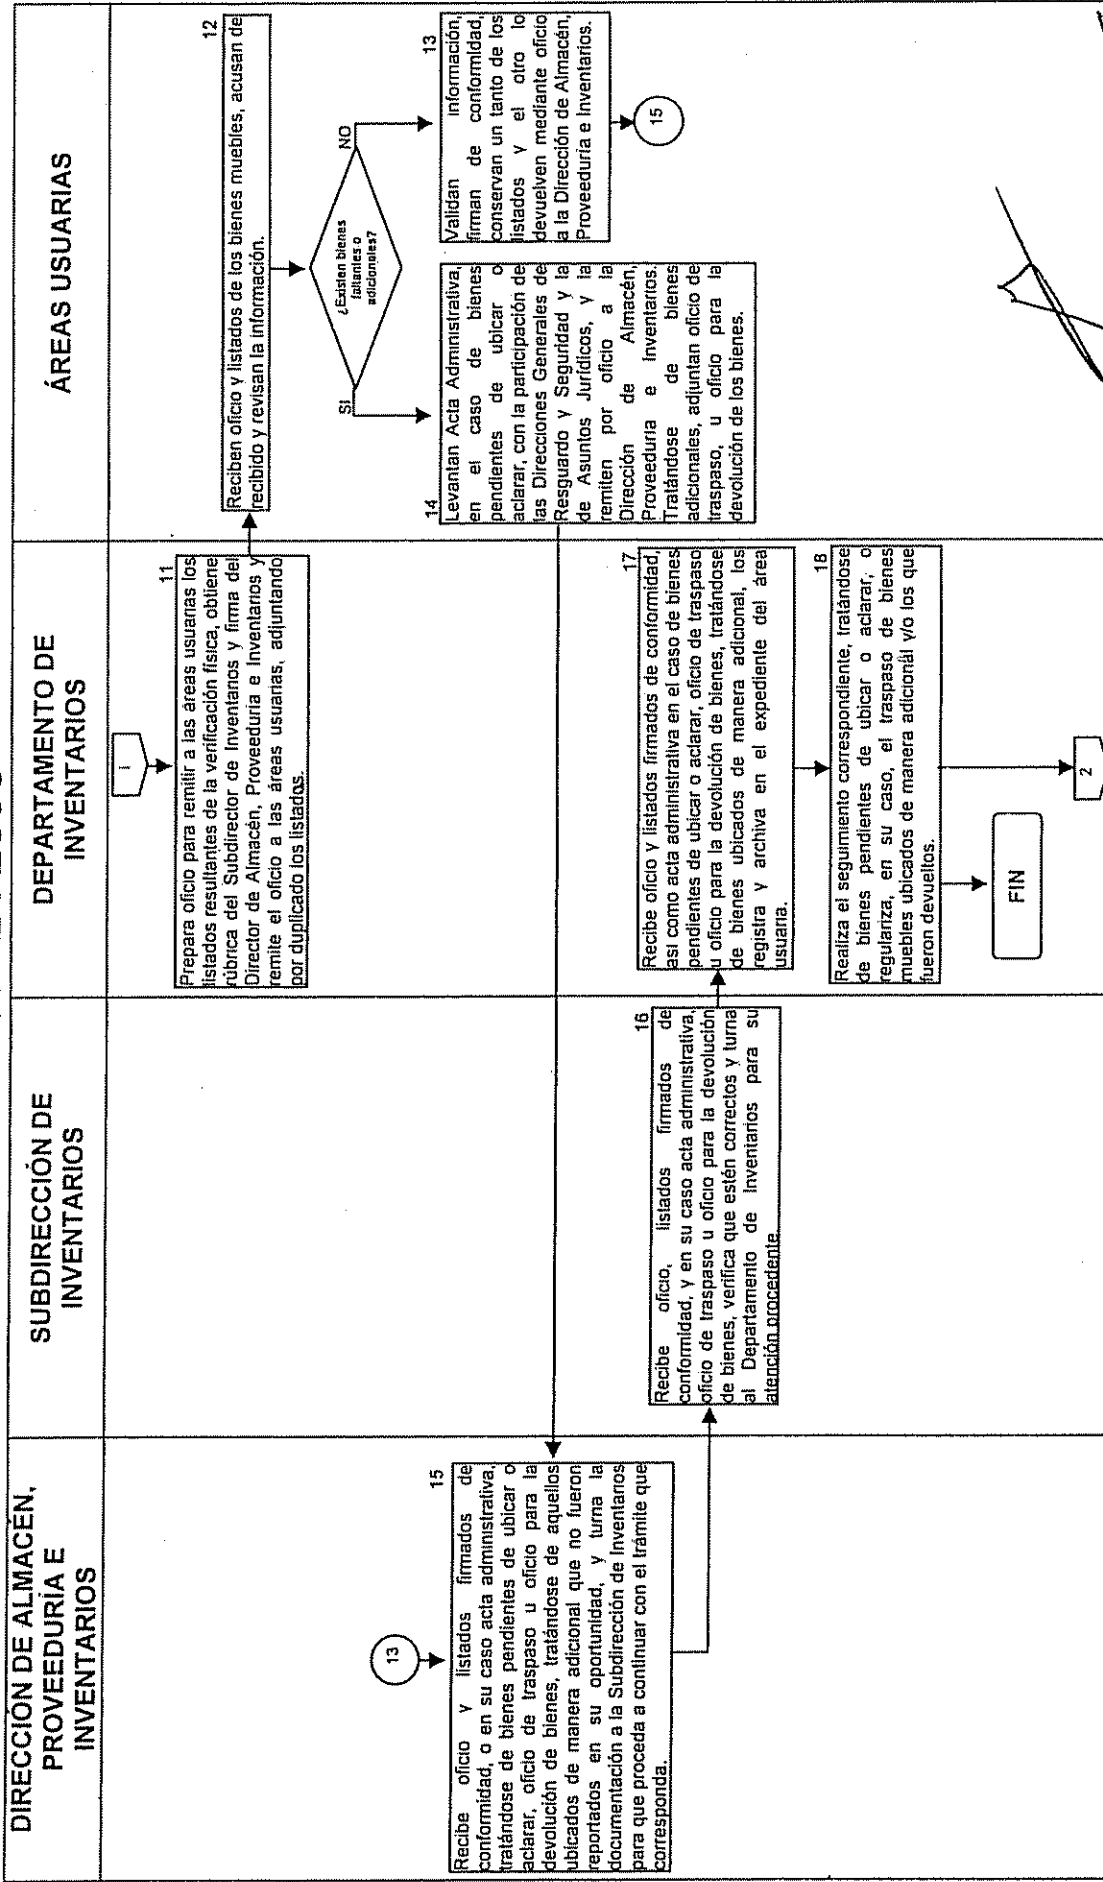 DIRECCIÓN DE ALMACÉN,
PROVEEDURÍA E
INVENTARIOS
SUBDIRECCIÓN DE
INVENTARIOS
DEPARTAMENTO DE
INVENTARIOS
ÁREAS USUARIAS
1
11
Prepara oficio para remitir a las áreas usuarias los
listados resultantes de la verificación física, obtiene
rúbrica del Subdirector de Inventarios y firma del
Director de Almacén, Proveeduría e Inventarios y
remite el oficio a las áreas usuarias, adjuntando
por duplicado los listados.
12
Reciben oficio y listados de los bienes muebles, acusan de
recibido y revisan la información.
¿Existen bienes
faltantes o
adicionales?
SI
NO
13
Validan información,
firman de conformidad,
conservan un tanto de los
listados y el otro lo
devuelven mediante oficio
a la Dirección de Almacén,
Proveeduría e Inventarios.
15
14
Levantan Acta Administrativa,
en el caso de bienes
pendientes de ubicar o
aclarar, con la participación de
las Direcciones Generales de
Resguardo y Seguridad y la
de Asuntos Jurídicos, y la
remiten por oficio a la
Dirección de Almacén,
Proveeduría e Inventarios.
Tratándose de bienes
adicionales, adjuntan oficio de
traspaso, u oficio para la
devolución de los bienes.
13
15
Recibe oficio y listados firmados de
conformidad, o en su caso acta administrativa,
tratándose de bienes pendientes de ubicar o
aclarar, oficio de traspaso u oficio para la
devolución de bienes, tratándose de aquellos
ubicados de manera adicional que no fueron
reportados en su oportunidad, y turna la
documentación a la Subdirección de Inventarios
para que proceda a continuar con el trámite que
corresponda.
16
Recibe oficio, listados firmados de
conformidad, y en su caso acta administrativa,
oficio de traspaso u oficio para la devolución
de bienes, verifica que estén correctos y turna
al Departamento de Inventarios para su
atención procedente.
17
Recibe oficio y listados firmados de conformidad,
así como acta administrativa en el caso de bienes
pendientes de ubicar o aclarar, oficio de traspaso
u oficio para la devolución de bienes, tratándose
de bienes ubicados de manera adicional, los
registra y archiva en el expediente del área
usuaria.
18
Realiza el seguimiento correspondiente, tratándose
de bienes pendientes de ubicar o aclarar, o
regulariza, en su caso, el traspaso de bienes
muebles ubicados de manera adicional y/o los que
fueron devueltos.
FIN
2